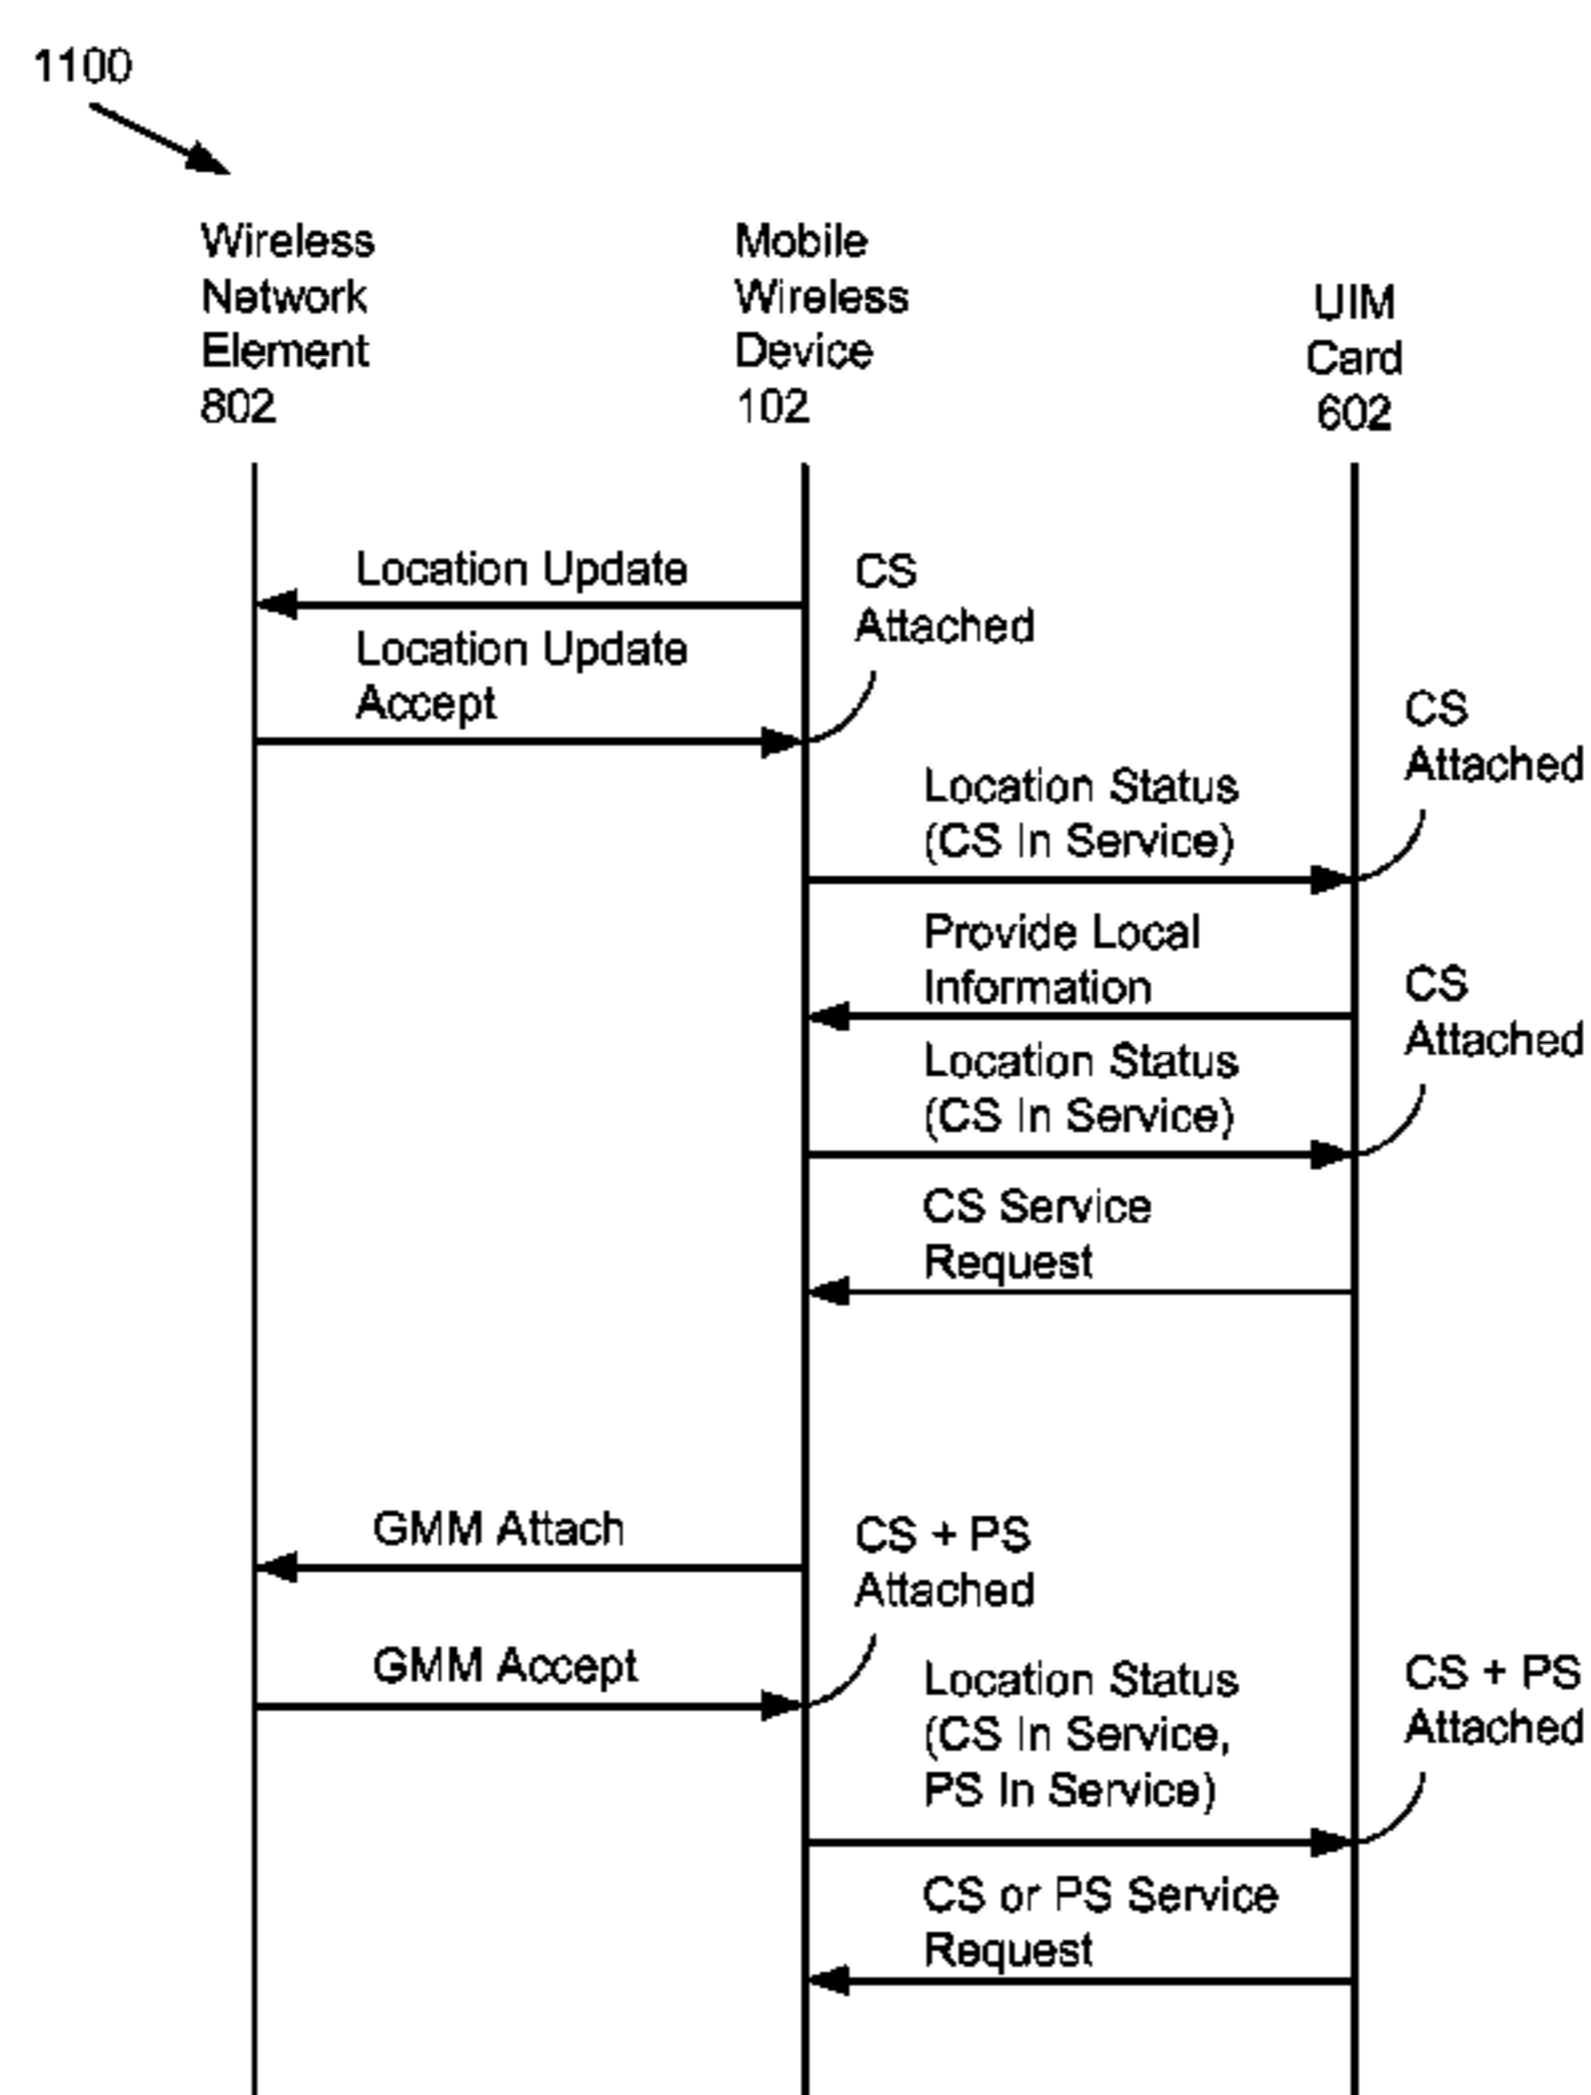 1100
Wireless
Network
Element
802
Mobile
Wireless
Device
102
UIM
Card
602
Location Update
CS
Attached
Location Update
Accept
CS
Attached
Location Status
(CS In Service)
Provide Local
Information
CS
Attached
Location Status
(CS In Service)
CS Service
Request
GMM Attach
CS + PS
Attached
GMM Accept
Location Status
(CS In Service,
PS In Service)
CS + PS
Attached
CS or PS Service
Request